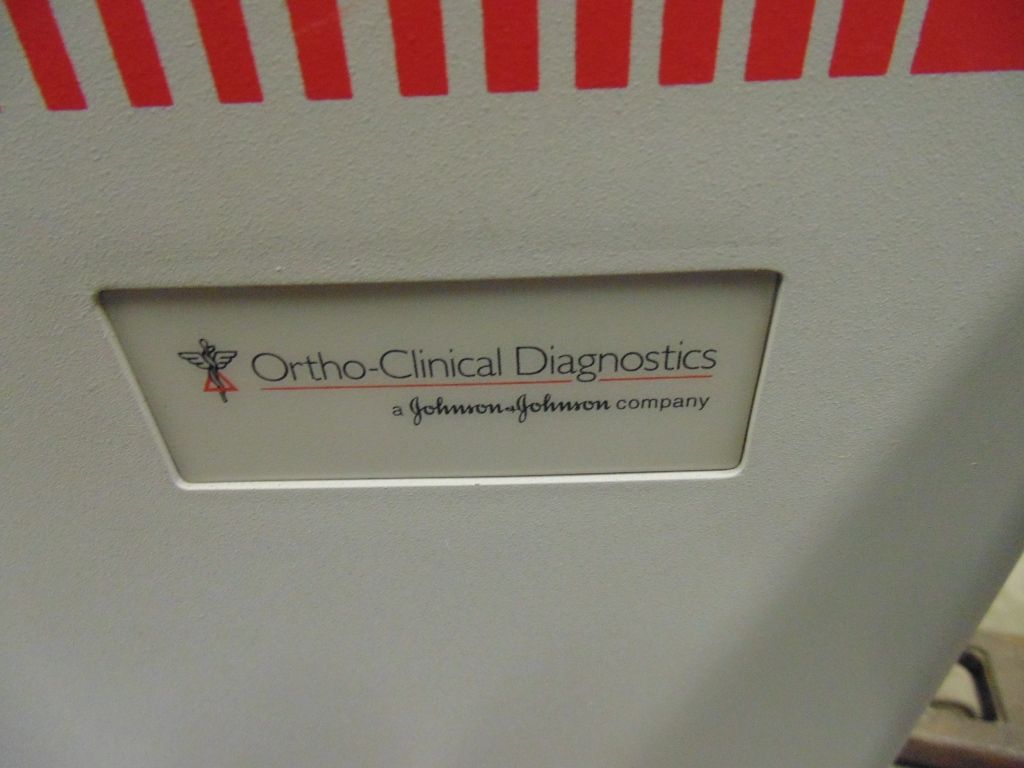 Ortho-Clinical Diagnostics
a Johnson & Johnson company